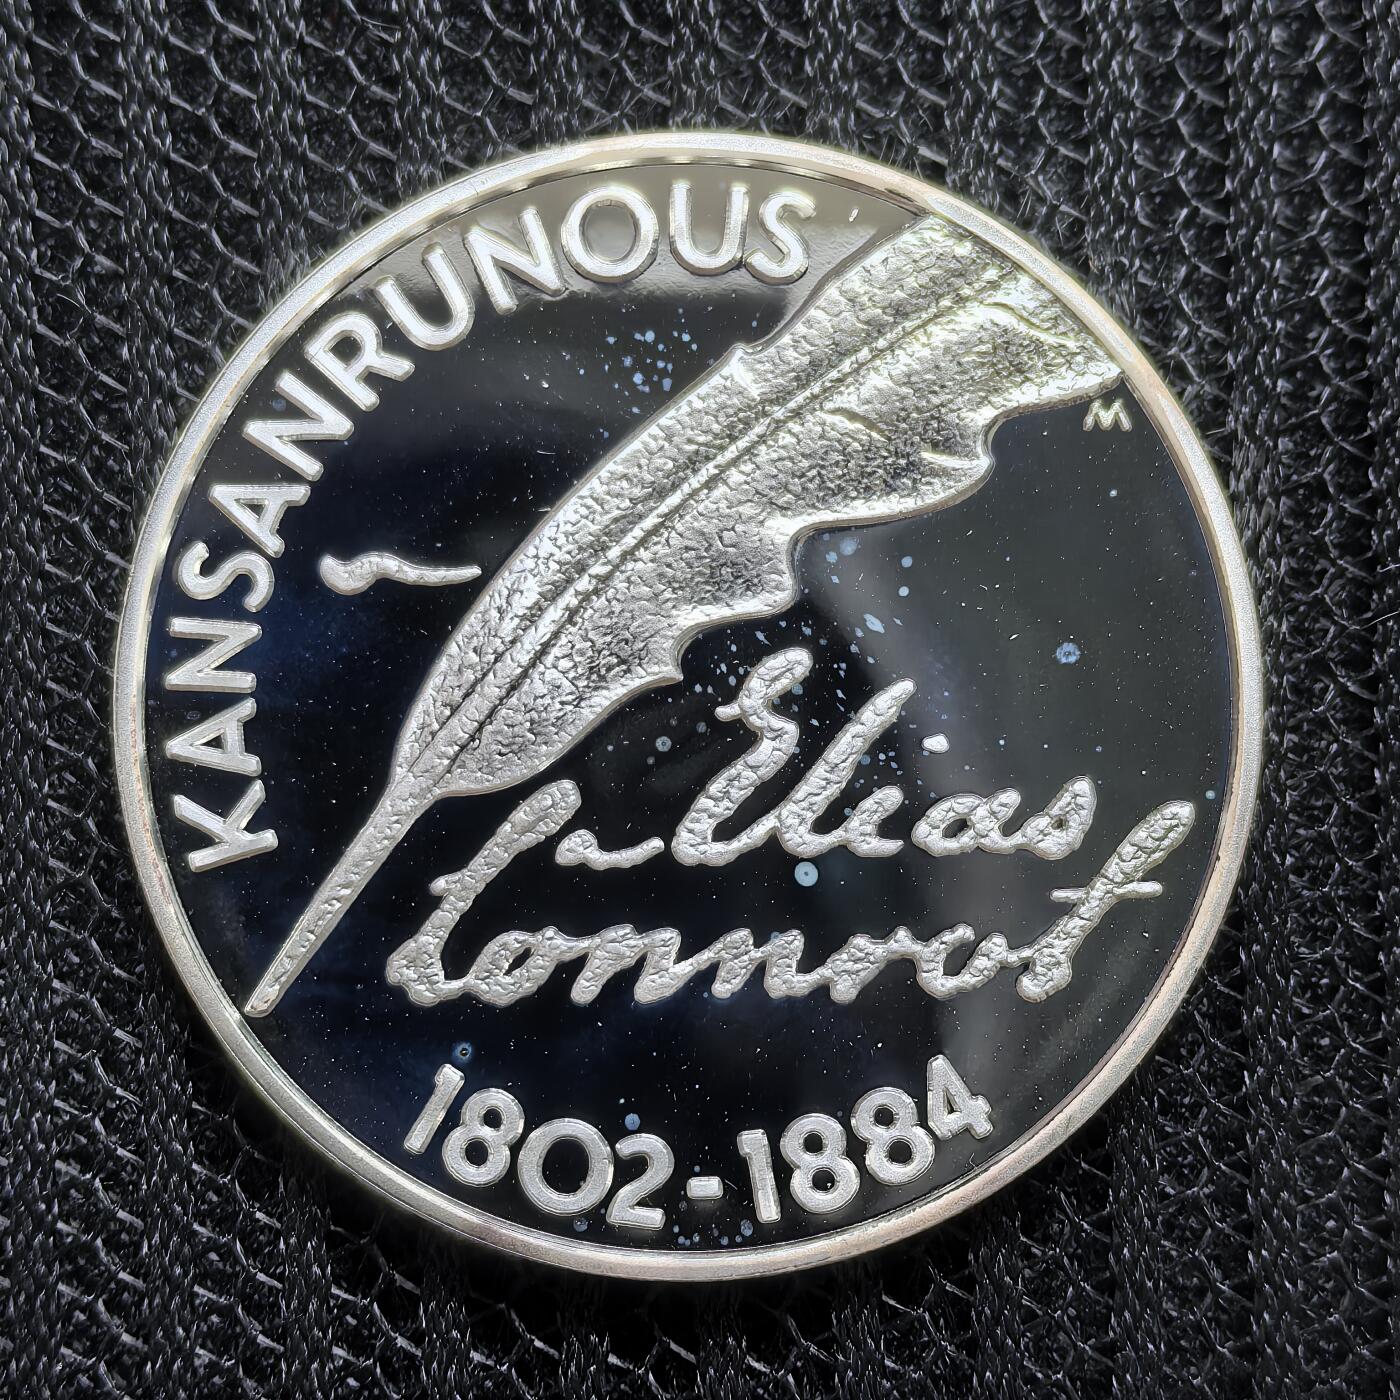 KANSANRUNOUS
M
Elias
Lönnrot
1802-1884